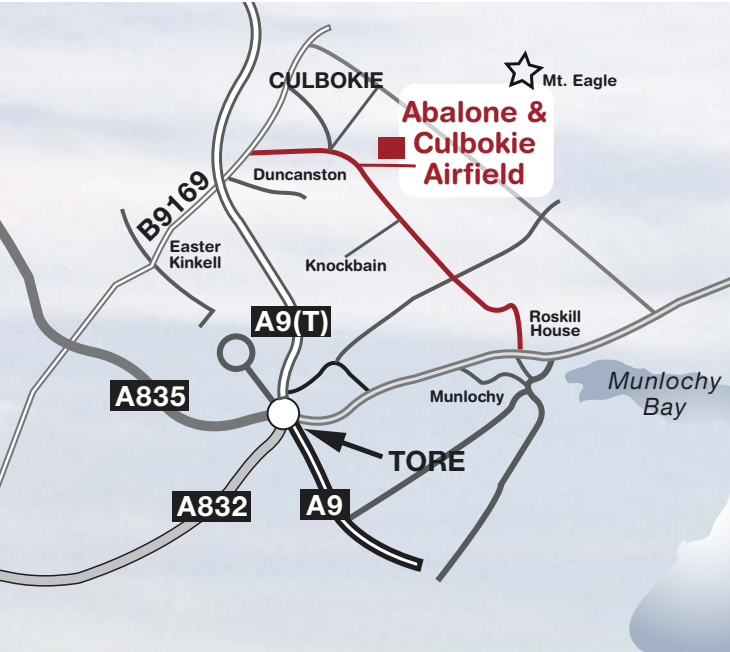 CULBOKIE
Mt. Eagle
Abalone &
Culbokie
Airfield
Duncanston
B9169
Easter
Kinkell
Knockbain
A9(T)
Roskill
House
A835
Munlochy
Munlochy
Bay
TORE
A832
A9